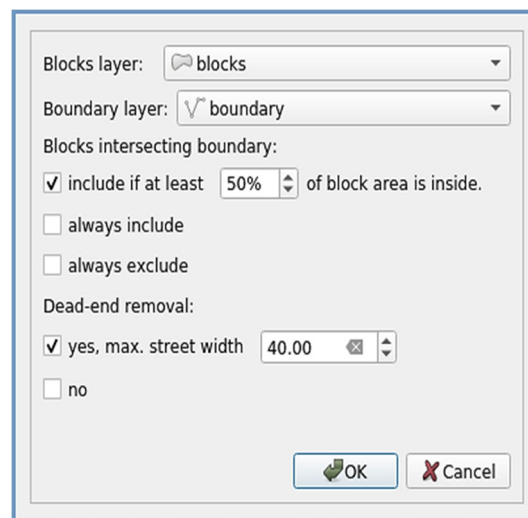 Blocks layer: blocks
Boundary layer: boundary
Blocks intersecting boundary:
include if at least 50% of block area is inside.
always include
always exclude
Dead-end removal:
yes, max. street width 40.00
no
OK Cancel